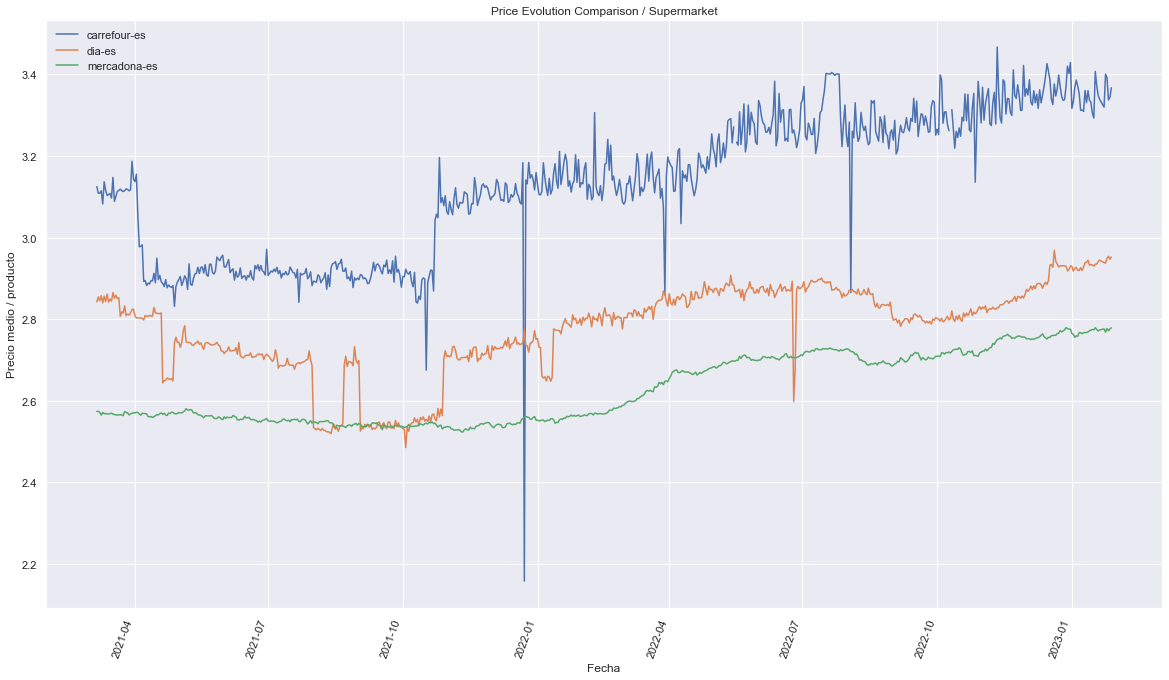 Price Evolution Comparison / Supermarket
carrefour-es
dia-es
mercadona-es
Precio medio / producto
3.4
3.2
3.0
2.8
2.6
2.4
2.2
2021-04
2021-07
2021-10
2022-01
2022-04
2022-07
2022-10
2023-01
Fecha